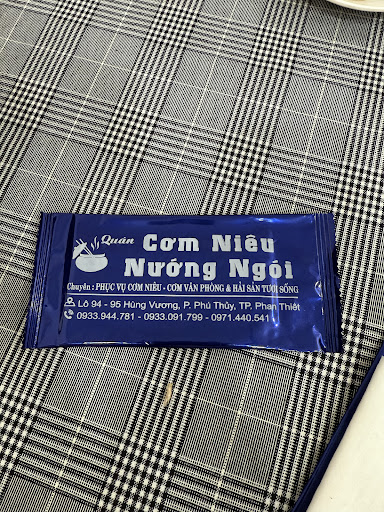 Quán Cơm Niêu
Nướng Ngói
Chuyên : PHỤC VỤ CƠM NIÊU - CƠM VĂN PHÒNG & HẢI SẢN TƯƠI SỐNG
Lô 94 - 95 Hùng Vương, P. Phú Thủy, TP. Phan Thiết
0933.944.781 - 0933.091.799 - 0971.440.541